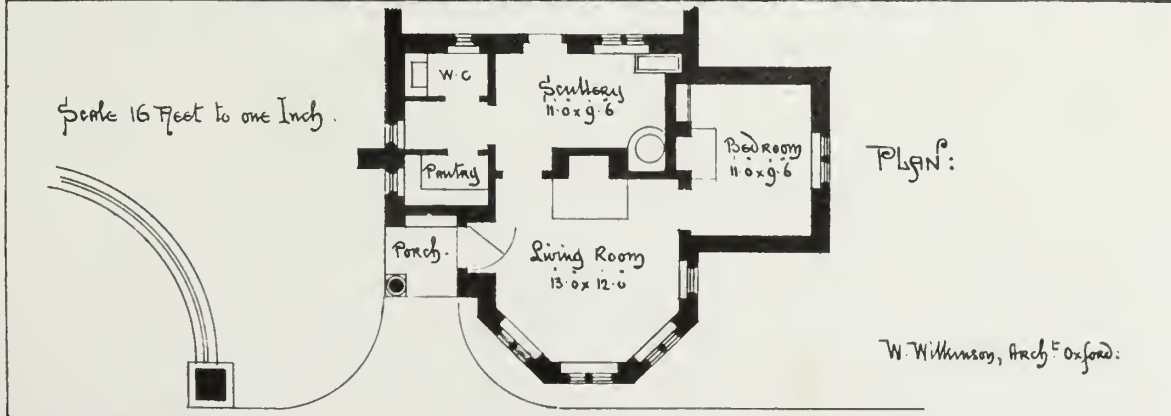 Scale 16 Feet to one Inch.
W.C
Scullery
11.0 x 9.6
Pantry
Bedroom
11.0 x 9.6
PLAN:
Porch.
Living Room
13.0 x 12.0
W. Wilkinson, Archt. Oxford: